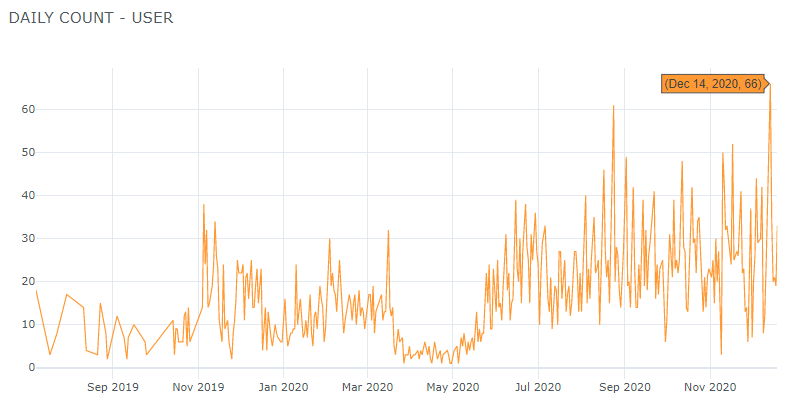 DAILY COUNT - USER
(Dec 14, 2020, 66)
60
50
40
30
20
10
0
Sep 2019
Nov 2019
Jan 2020
Mar 2020
May 2020
Jul 2020
Sep 2020
Nov 2020